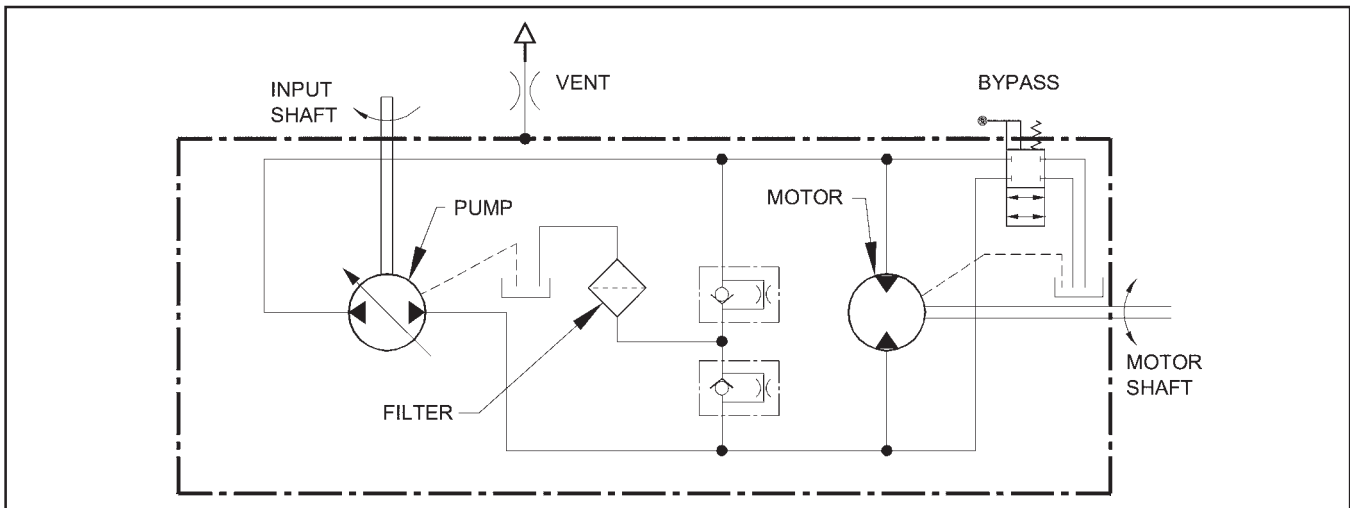 INPUT
SHAFT
VENT
BYPASS
PUMP
MOTOR
FILTER
MOTOR
SHAFT